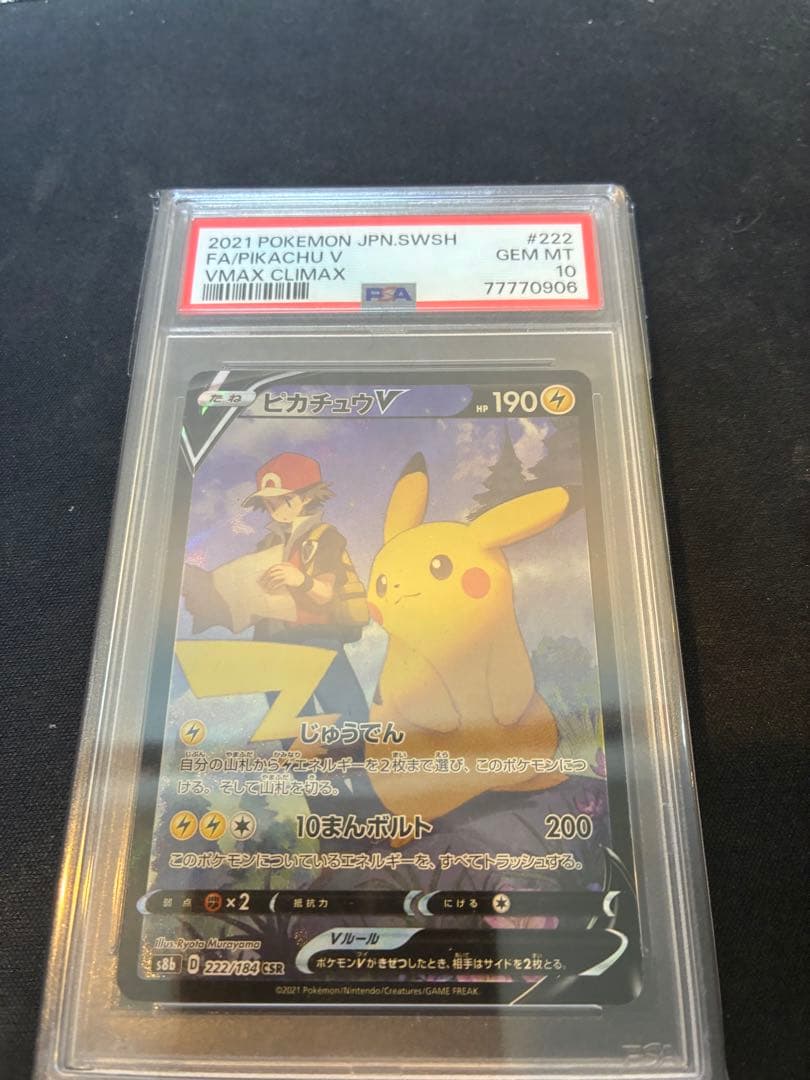 2021 POKEMON JPN.SWSH #222
FA/PIKACHU V GEM MT
VMAX CLIMAX 10
PSA 77770906
たね ピカチュウV HP 190
じゅうでん
自分の山札からエネルギーを2枚まで選び、このポケモンにつ
ける。そして山札を切る。
10まんボルト 200
このポケモンについているエネルギーを、すべてトラッシュする。
弱点 ×2 抵抗力 にげる
Illus.Ryota Murayama
Vルール
ポケモンVがきぜつしたとき、相手はサイドを2枚とる。
s8b D 222/184 CSR
©2021 Pokémon/Nintendo/Creatures/GAME FREAK.
PSA